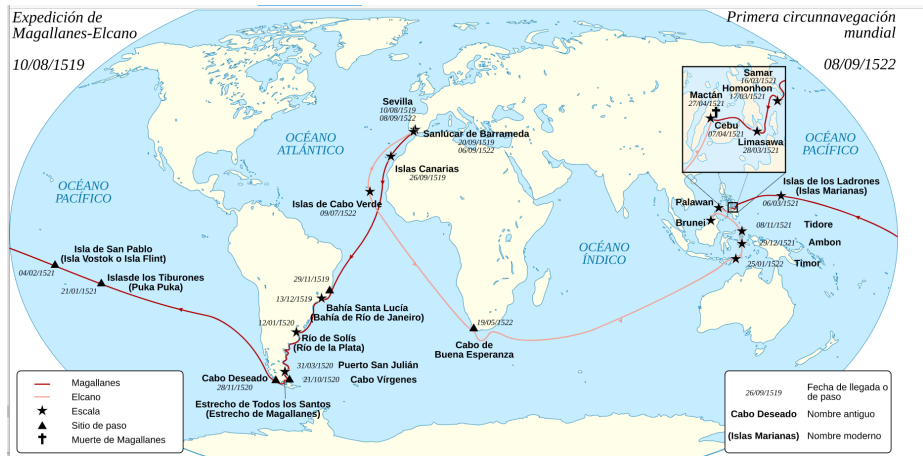 Expedición de
Magallanes-Elcano
10/08/1519
Primera circunnavegación
mundial
08/09/1522
Samar
16/03/1521
Homonhon
17/03/1521
Mactán
27/04/1521
Cebu
07/04/1521
Limasawa
28/03/1521
Sevilla
10/08/1519
08/09/1522
Sanlúcar de Barrameda
20/09/1519
06/09/1522
OCÉANO
ATLÁNTICO
OCÉANO
PACÍFICO
Islas Canarias
26/09/1519
OCÉANO
PACÍFICO
Islas de los Ladrones
(Islas Marianas)
06/03/1521
Islas de Cabo Verde
09/07/1522
Palawan
Brunei
08/11/1521
Tidore
29/12/1521
Ambon
25/01/1522
Timor
OCÉANO
ÍNDICO
Isla de San Pablo
(Isla Vostok o Isla Flint)
04/02/1521
Islasde los Tiburones
(Puka Puka)
21/01/1521
29/11/1519
13/12/1519
Bahía Santa Lucía
(Bahía de Río de Janeiro)
12/01/1520
Río de Solís
(Río de la Plata)
19/05/1522
Cabo de
Buena Esperanza
31/03/1520
Puerto San Julián
Cabo Deseado
28/11/1520
21/10/1520
Cabo Vírgenes
Estrecho de Todos los Santos
(Estrecho de Magallanes)
Magallanes
Elcano
Escala
Sitio de paso
Muerte de Magallanes
26/09/1519
Fecha de llegada o
de paso
Cabo Deseado
Nombre antiguo
(Islas Marianas)
Nombre moderno